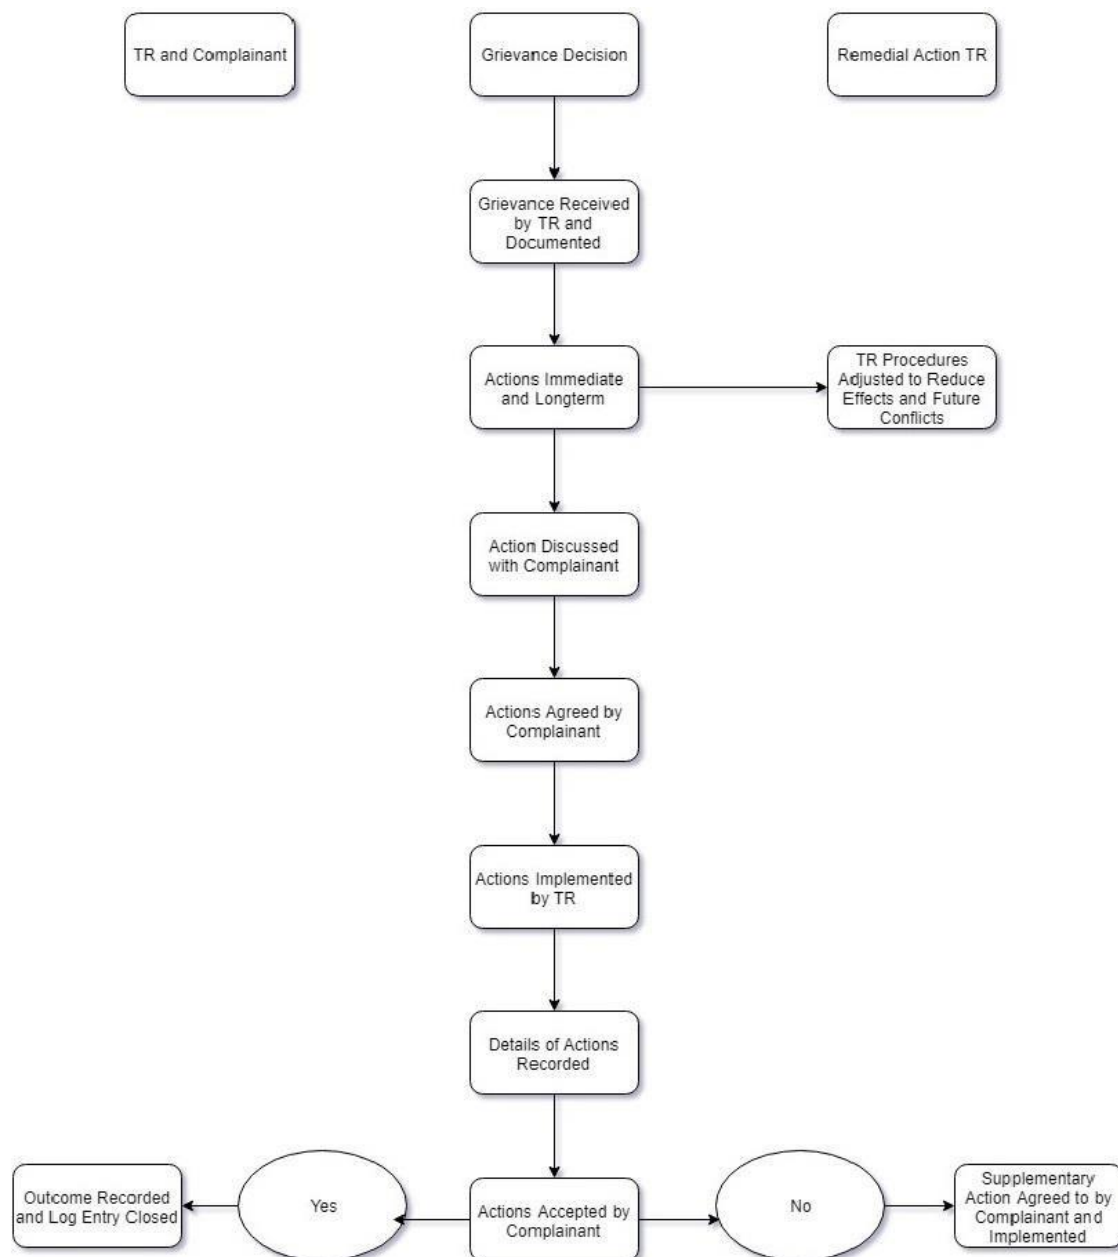 TR and Complainant
Grievance Decision
Remedial Action TR
Grievance Received
by TR and
Documented
Actions Immediate
and Longterm
TR Procedures
Adjusted to Reduce
Effects and Future
Conflicts
Action Discussed
with Complainant
Actions Agreed by
Complainant
Actions Implemented
by TR
Details of Actions
Recorded
Outcome Recorded
and Log Entry Closed
Yes
Actions Accepted by
Complainant
No
Supplementary
Action Agreed to by
Complainant and
Implemented